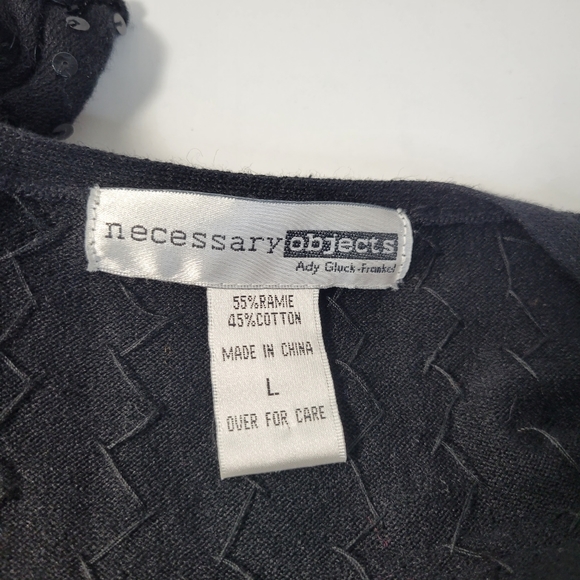 necessary objects
Ady Gluck-Frankel
55%RAMIE
45%COTTON
MADE IN CHINA
L
OVER FOR CARE